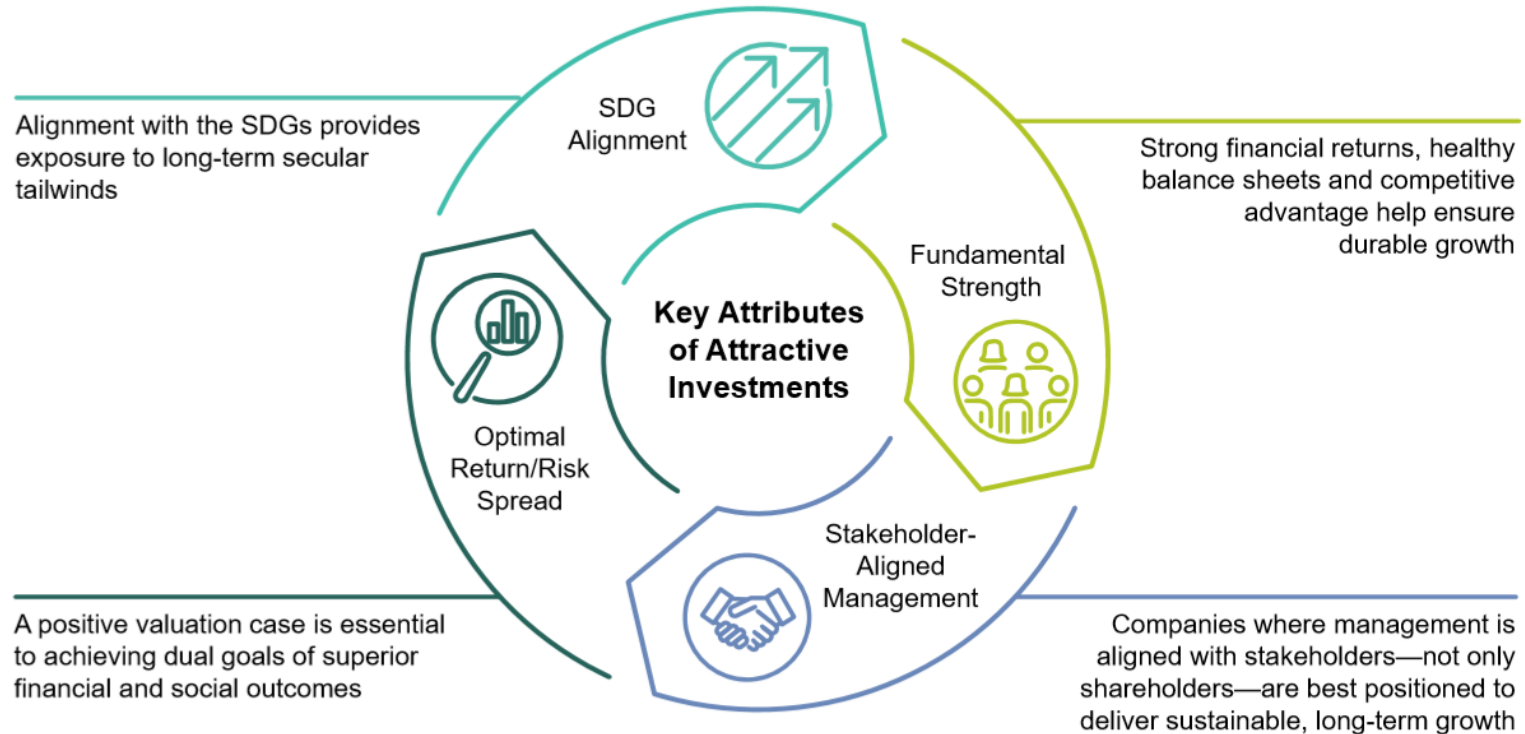 SDG
Alignment
Alignment with the SDGs provides
exposure to long-term secular
tailwinds
Strong financial returns, healthy
balance sheets and competitive
advantage help ensure
durable growth
Fundamental
Strength
Key Attributes
of Attractive
Investments
Optimal
Return/Risk
Spread
Stakeholder-
Aligned
Management
A positive valuation case is essential
to achieving dual goals of superior
financial and social outcomes
Companies where management is
aligned with stakeholders—not only
shareholders—are best positioned to
deliver sustainable, long-term growth